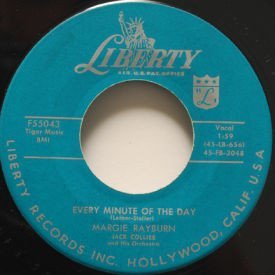 LIBERTY
REG. U.S. PAT. OFFICE
F55043
Tiger Music
BMI
"L"
Vocal
1:59
(45-LB-656)
45-FB-2048
EVERY MINUTE OF THE DAY
(Leiber-Stoller)
MARGIE RAYBURN
JACK COLLIER
and His Orchestra
LIBERTY RECORDS INC. HOLLYWOOD, CALIF. U S A